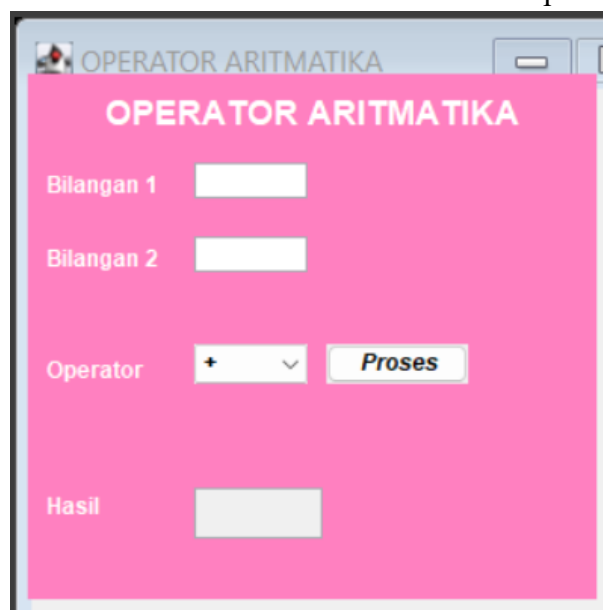 OPERATOR ARITMATIKA
OPERATOR ARITMATIKA
Bilangan 1
Bilangan 2
Operator + Proses
Hasil